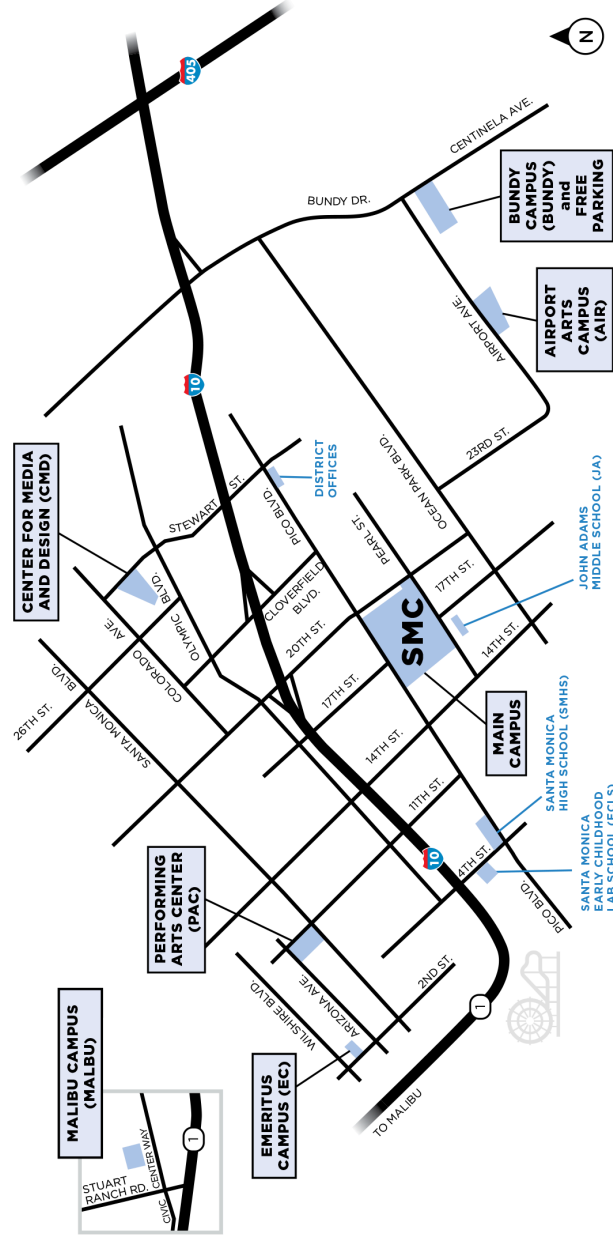 MALIBU CAMPUS
(MALBU)
STUART
RANCH RD.
CIVIC
CENTER WAY
1
EMERITUS
CAMPUS (EC)
PERFORMING
ARTS CENTER
(PAC)
CENTER FOR MEDIA
AND DESIGN (CMD)
WILSHIRE BLVD.
ARIZONA AVE.
2ND ST.
SANTA MONICA
BLVD.
26TH ST.
COLORADO
AVE.
OLYMPIC
BLVD.
STEWART
ST.
CLOVERFIELD
BLVD.
20TH ST.
17TH ST.
14TH ST.
11TH ST.
4TH ST.
PICO BLVD.
PICO BLVD.
DISTRICT
OFFICES
PEARL ST.
OCEAN PARK BLVD.
17TH ST.
14TH ST.
23RD ST.
AIRPORT AVE.
BUNDY DR.
CENTINELA AVE.
10
10
405
1
TO MALIBU
SMC
MAIN
CAMPUS
SANTA MONICA
HIGH SCHOOL (SMHS)
SANTA MONICA
EARLY CHILDHOOD
LAB SCHOOL (ECLS)
JOHN ADAMS
MIDDLE SCHOOL (JA)
AIRPORT
ARTS
CAMPUS
(AIR)
BUNDY
CAMPUS
(BUNDY)
and
FREE
PARKING
N